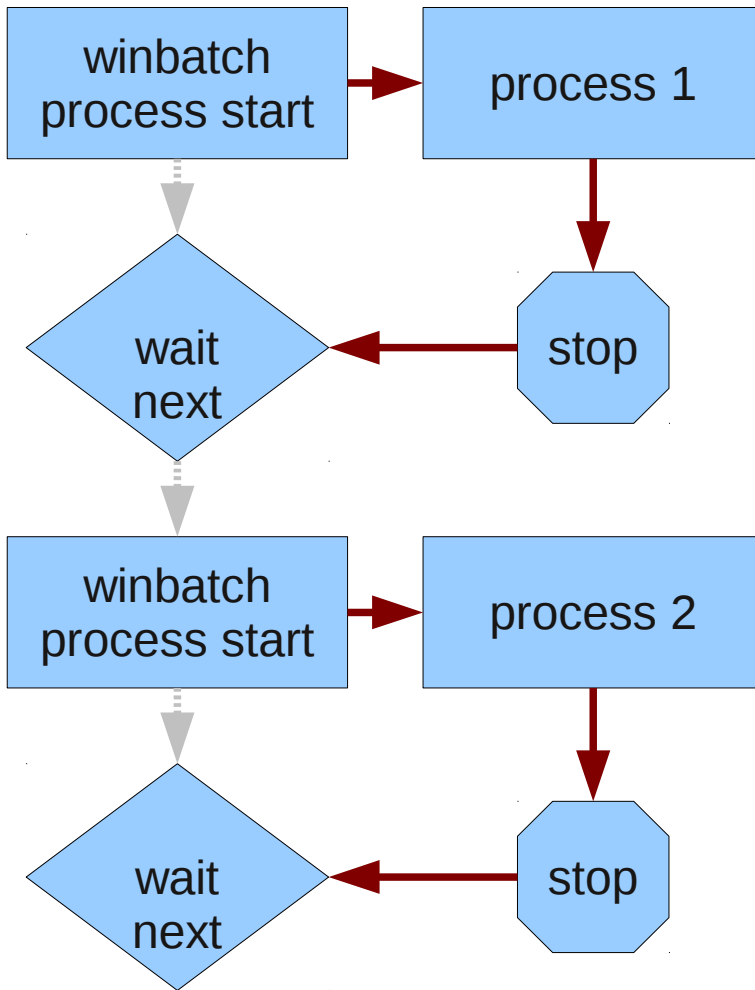 winbatch
process start
process 1
wait
next
stop
winbatch
process start
process 2
wait
next
stop